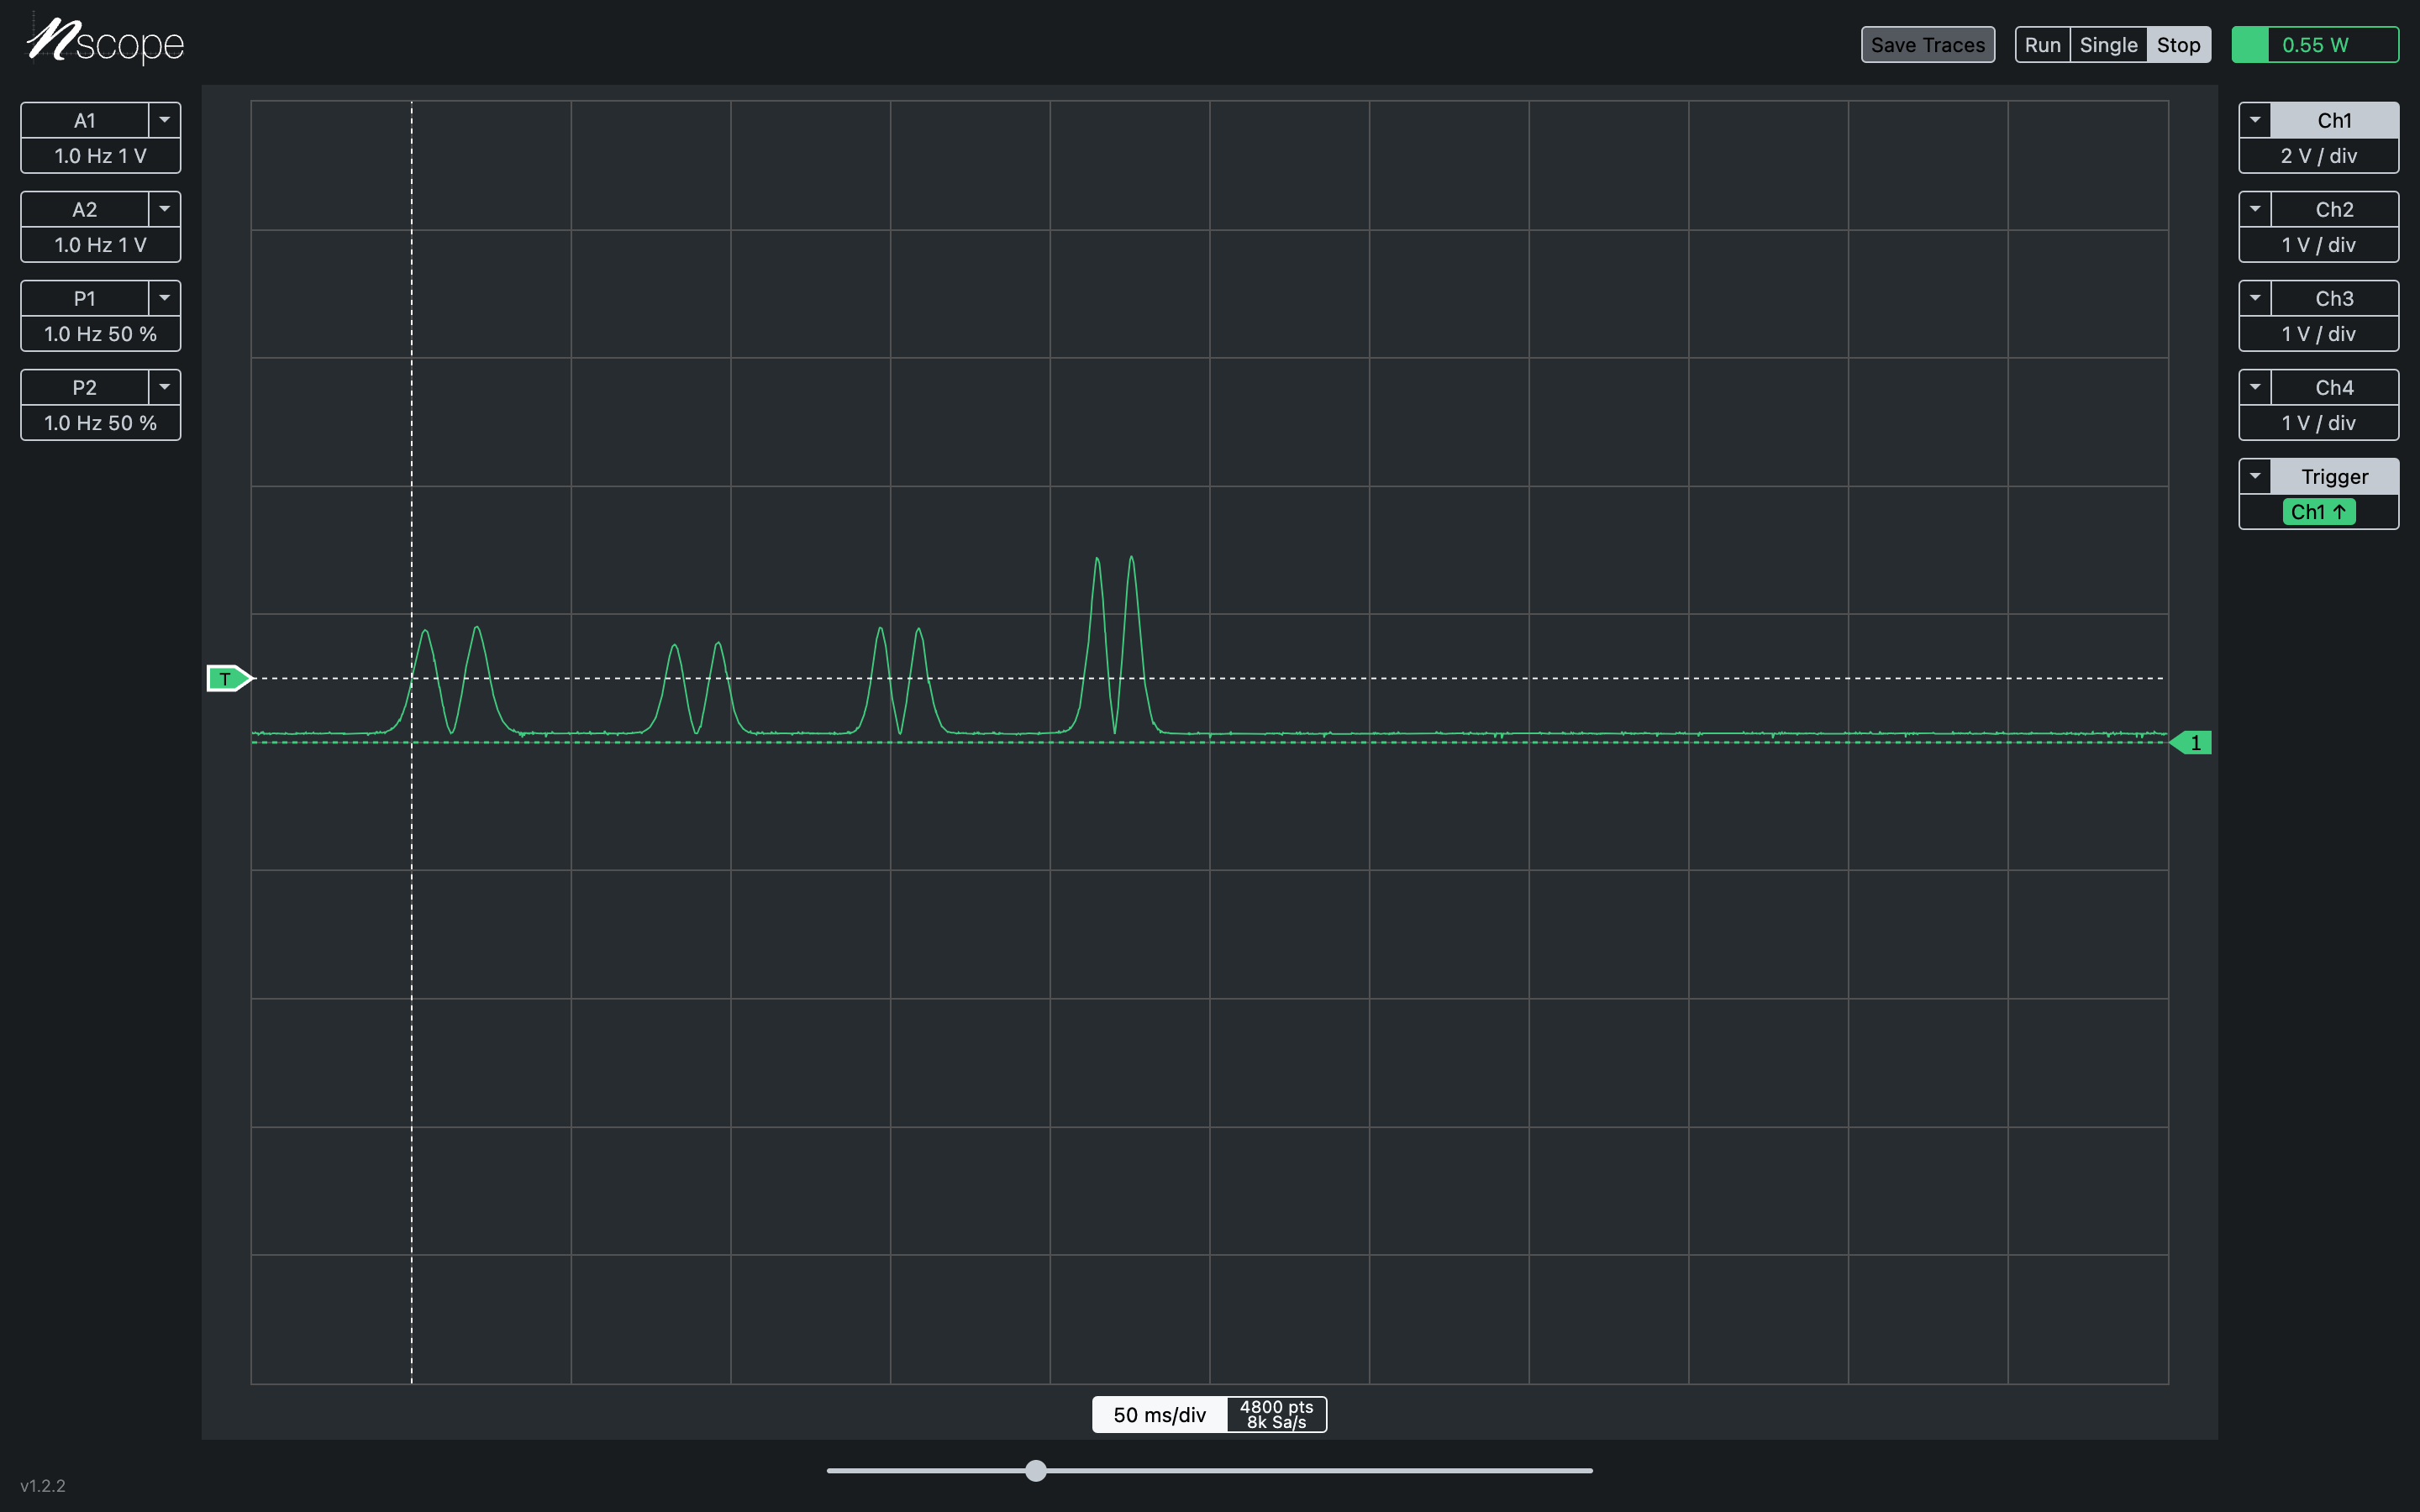 nscope
Save Traces
Run Single Stop
0.55 W
A1
1.0 Hz 1 V
A2
1.0 Hz 1 V
P1
1.0 Hz 50 %
P2
1.0 Hz 50 %
T
1
Ch1
2 V / div
Ch2
1 V / div
Ch3
1 V / div
Ch4
1 V / div
Trigger
Ch1 ↑
50 ms/div
4800 pts
8k Sa/s
v1.2.2